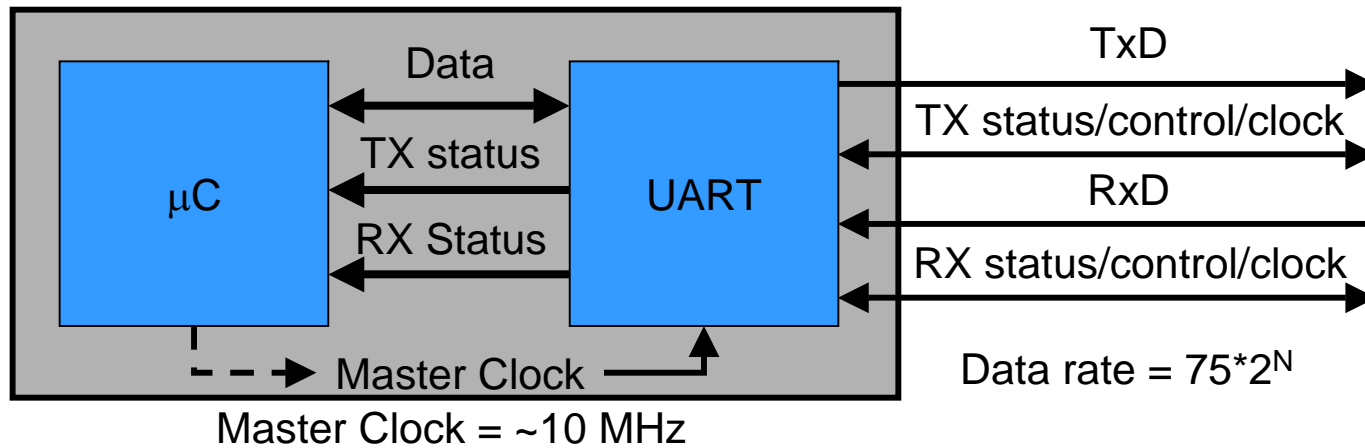 Data
TX status
RX Status
μC
UART
Master Clock
Master Clock = ~10 MHz
TxD
TX status/control/clock
RxD
RX status/control/clock
Data rate = 75*2ᴺ